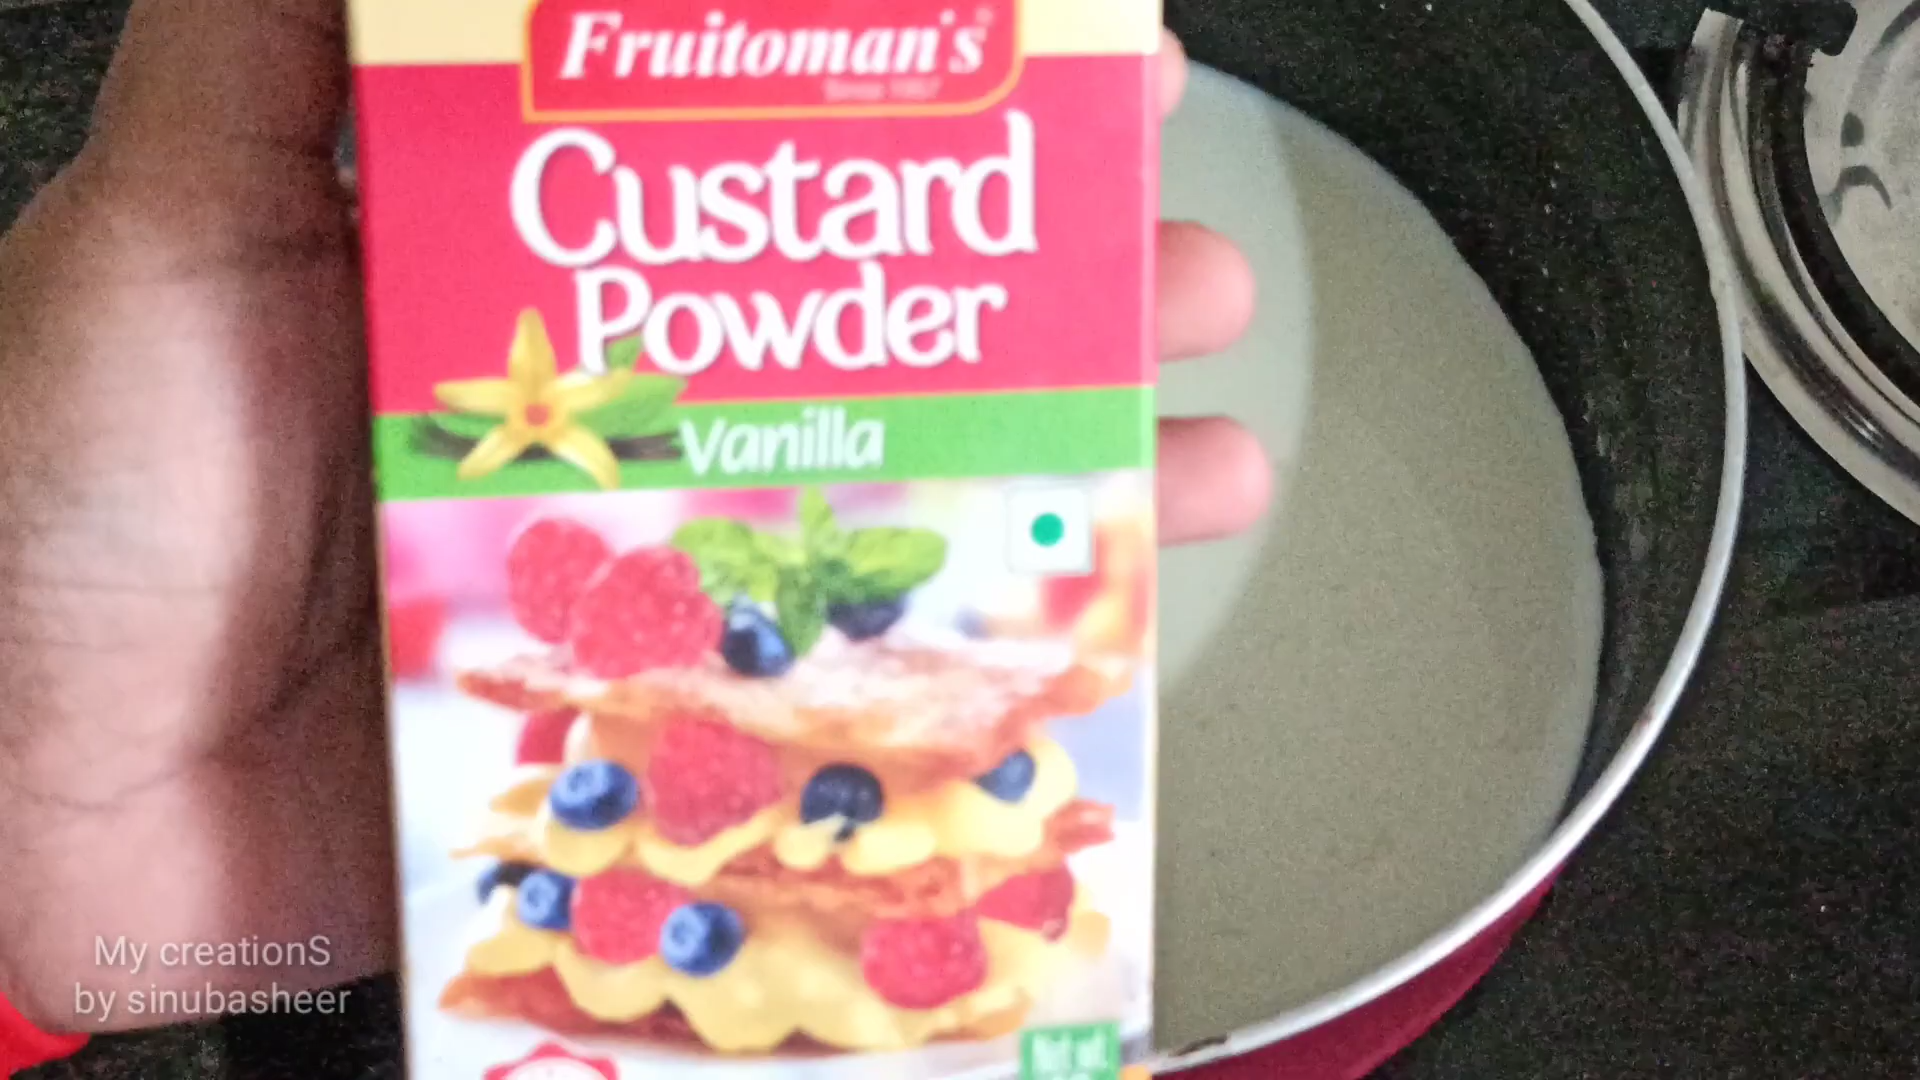 Fruitoman's
Custard
Powder
Vanilla
My creationS
by sinubasheer